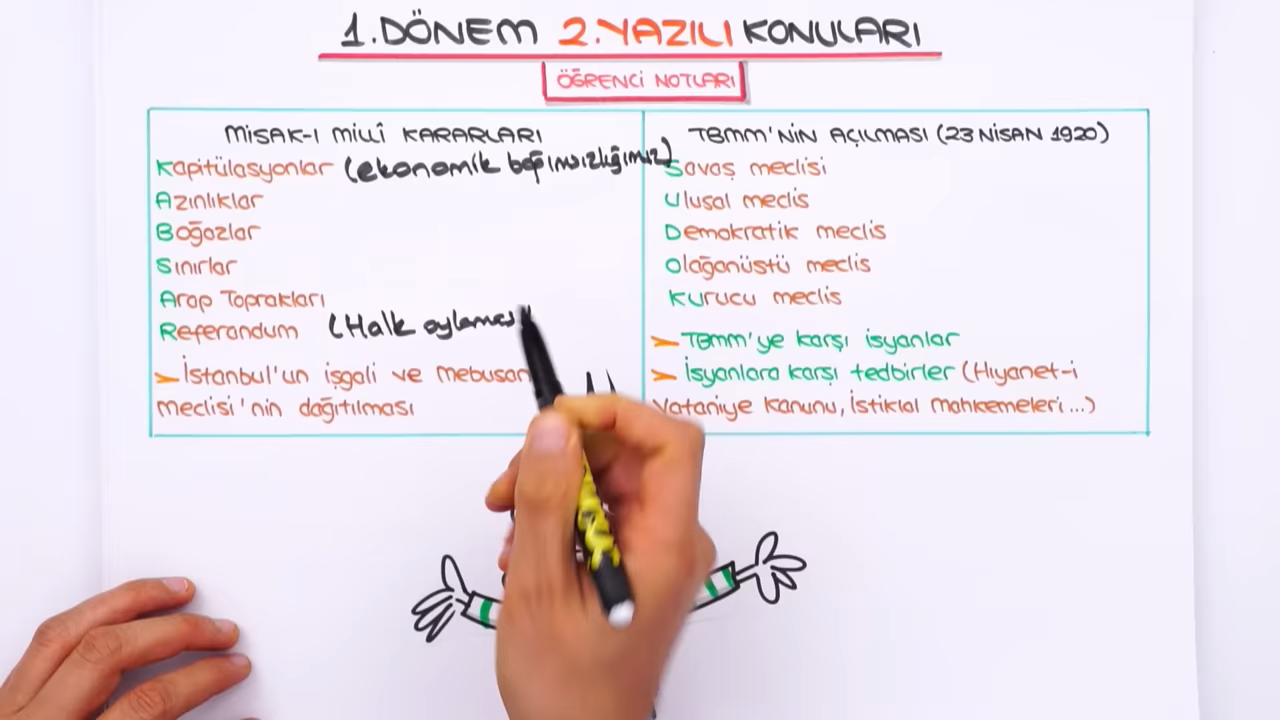 1.DÖNEM 2.YAZILI KONULARI
ÖĞRENCİ NOTLARI
MİSAK-I MİLLÎ KARARLARI
Kapitülasyonlar (ekonomik bağımsızlığımız)
Azınlıklar
Boğazlar
Sınırlar
Arap Toprakları
Referandum (Halk oylaması)
➤ İstanbul'un işgali ve mebusan
meclisi'nin dağıtılması
TBMM'NİN AÇILMASI (23 NİSAN 1920)
Savaş meclisi
Ulusal meclis
Demokratik meclis
Olağanüstü meclis
KUrucu meclis
➤ TBMM'ye karşı isyanlar
➤ İsyanlara karşı tedbirler (Hıyanet-i
Vataniye Kanunu, İstiklal Mahkemeleri...)